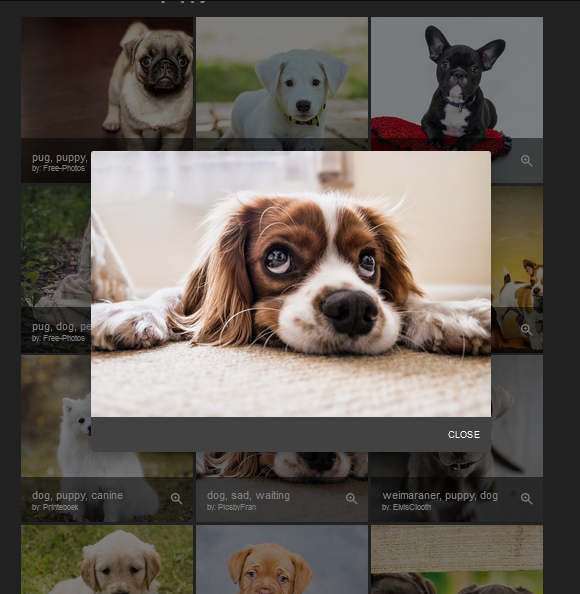 pug, puppy,
by: Free-Photos
pug, dog, pe
by: Free-Photos
CLOSE
dog, puppy, canine
by: Printeboek
dog, sad, waiting
by: PicsbyFran
weimaraner, puppy, dog
by: ElvisClooth